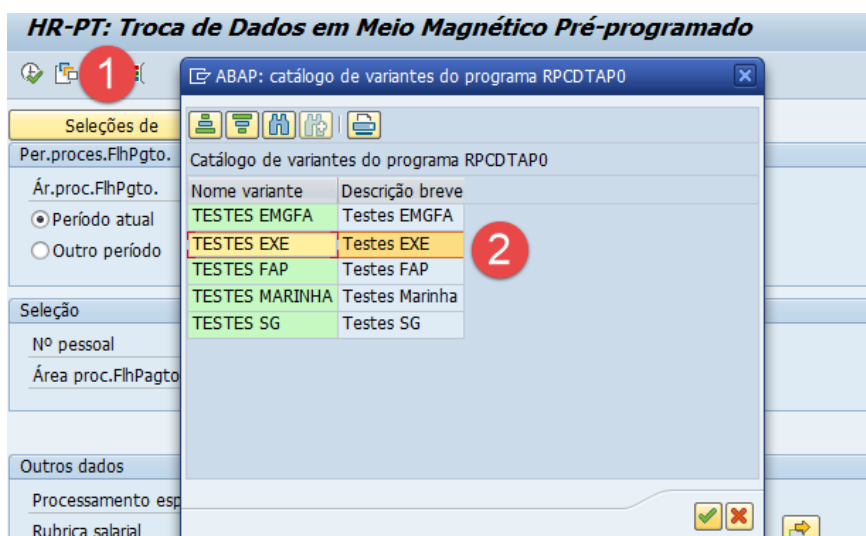 HR-PT: Troca de Dados em Meio Magnético Pré-programado
1
ABAP: catálogo de variantes do programa RPCDTAP0
Seleções de
Per.proces.FlhPgto.
Catálogo de variantes do programa RPCDTAP0
Ár.proc.FlhPgto.
Nome variante Descrição breve
Período atual
TESTES EMGFA Testes EMGFA
Outro período
TESTES EXE Testes EXE
2
TESTES FAP Testes FAP
TESTES MARINHA Testes Marinha
Seleção
TESTES SG Testes SG
Nº pessoal
Área proc.FlhPagto
Outros dados
Processamento esp
Rubrica salarial